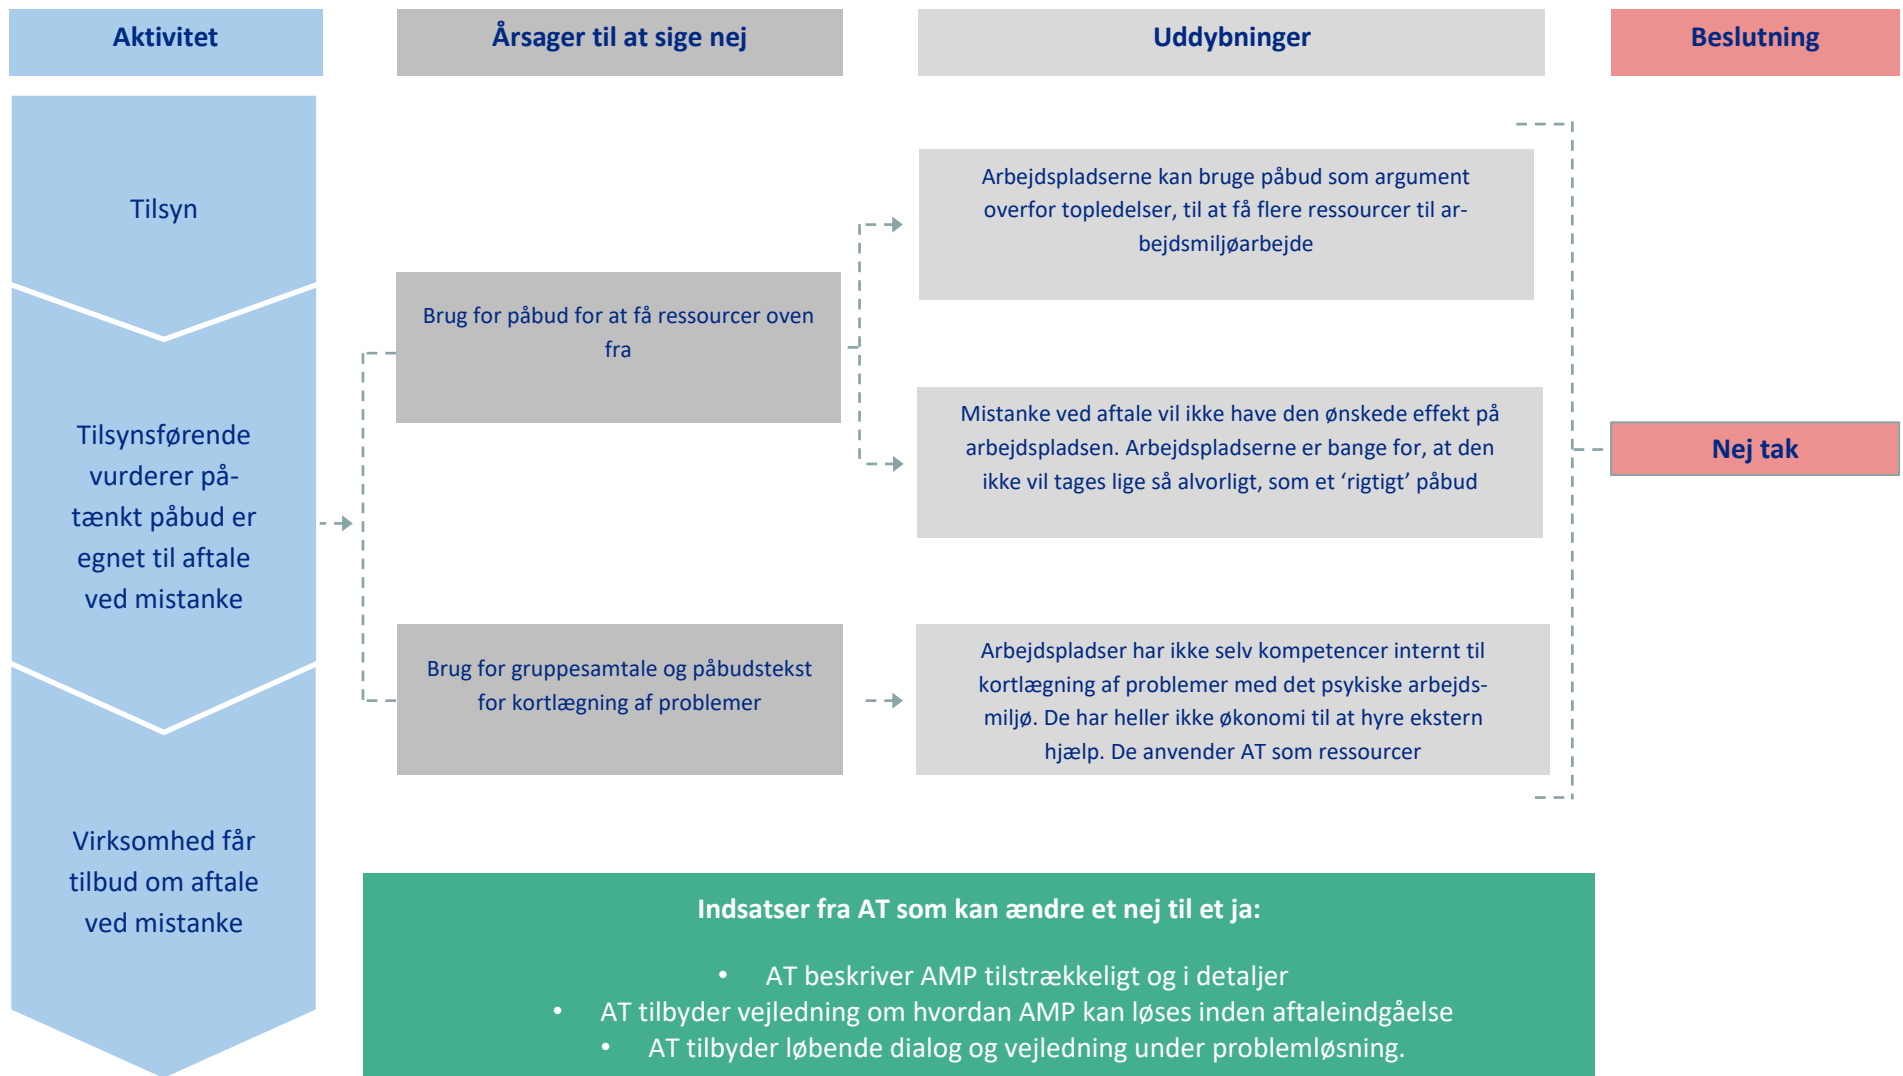 Aktivitet
Årsager til at sige nej
Uddybninger
Beslutning
Tilsyn
Tilsynsførende
vurderer på-
tænkt påbud er
egnet til aftale
ved mistanke
Virksomhed får
tilbud om aftale
ved mistanke
Brug for påbud for at få ressourcer oven
fra
Brug for gruppesamtale og påbudstekst
for kortlægning af problemer
Arbejdspladserne kan bruge påbud som argument
overfor topledelser, til at få flere ressourcer til ar-
bejdsmiljøarbejde
Mistanke ved aftale vil ikke have den ønskede effekt på
arbejdspladsen. Arbejdspladserne er bange for, at den
ikke vil tages lige så alvorligt, som et ‘rigtigt’ påbud
Arbejdspladser har ikke selv kompetencer internt til
kortlægning af problemer med det psykiske arbejds-
miljø. De har heller ikke økonomi til at hyre ekstern
hjælp. De anvender AT som ressourcer
Nej tak
Indsatser fra AT som kan ændre et nej til et ja:
• AT beskriver AMP tilstrækkeligt og i detaljer
• AT tilbyder vejledning om hvordan AMP kan løses inden aftaleindgåelse
• AT tilbyder løbende dialog og vejledning under problemløsning.